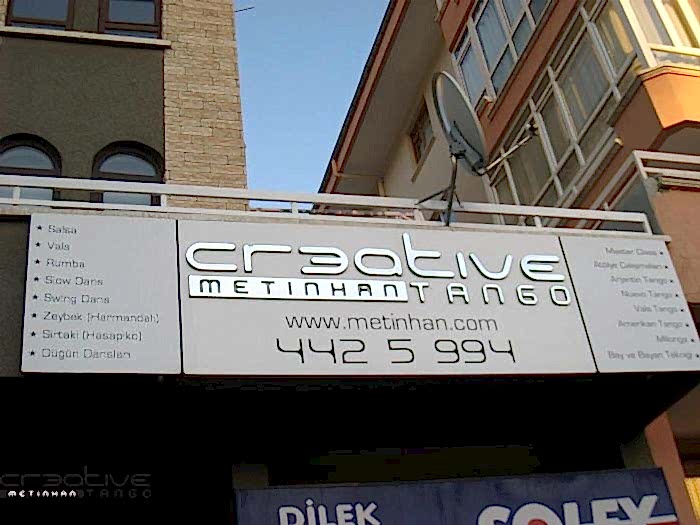 Salsa
Vals
Rumba
Slow Dans
Swing Dans
Zeybek (Harmandalı)
Sirtaki (Hasapiko)
Düğün Dansları
cr3ative
METINHAN TANGO
www.metinhan.com
442 5 994
Master Class
Atölye Çalışmaları
Arjantin Tango
Nuevo Tango
Vals Tango
Amerikan Tango
Milonga
Bay ve Bayan Tekniği
cr3ative
METINHAN TANGO
DİLEK
SOLEX